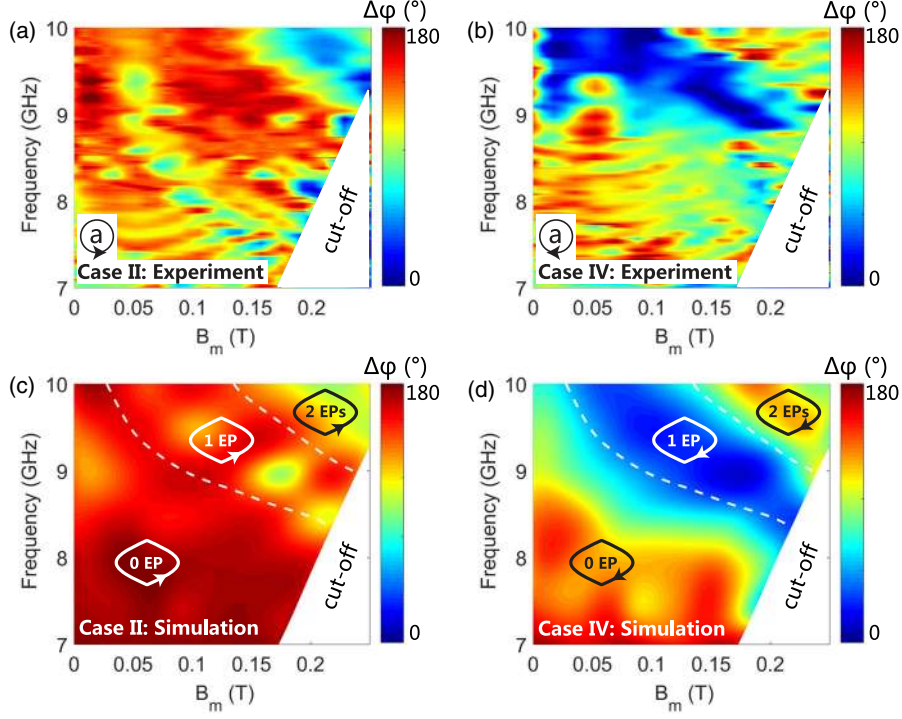 (a)
Δφ (°)
10
9
8
7
Frequency (GHz)
cut-off
a
Case II: Experiment
0 0.05 0.1 0.15 0.2
B_m (T)
180
0
(b)
Δφ (°)
10
9
8
7
Frequency (GHz)
cut-off
a
Case IV: Experiment
0 0.05 0.1 0.15 0.2
B_m (T)
180
0
(c)
Δφ (°)
10
9
8
7
Frequency (GHz)
2 EPs
1 EP
0 EP
cut-off
Case II: Simulation
0 0.05 0.1 0.15 0.2
B_m (T)
180
0
(d)
Δφ (°)
10
9
8
7
Frequency (GHz)
2 EPs
1 EP
0 EP
cut-off
Case IV: Simulation
0 0.05 0.1 0.15 0.2
B_m (T)
180
0